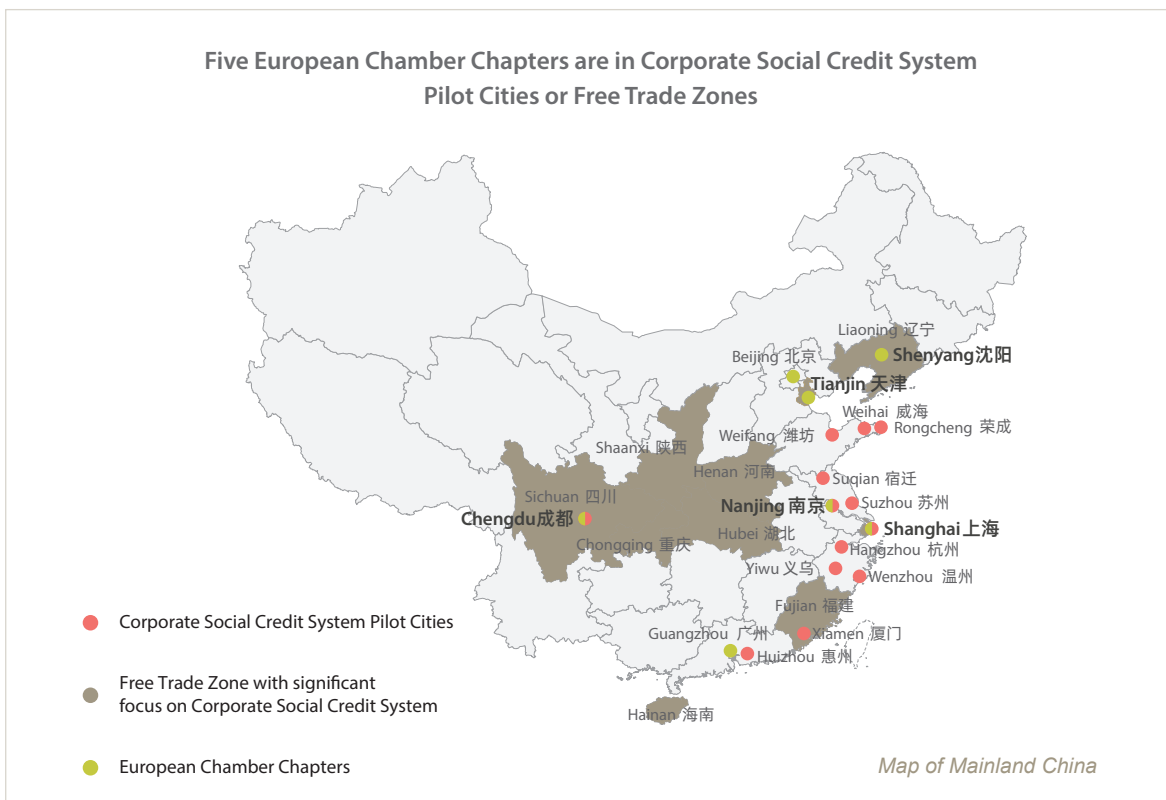 Five European Chamber Chapters are in Corporate Social Credit System
Pilot Cities or Free Trade Zones
Liaoning 辽宁
Shenyang沈阳
Beijing 北京
Tianjin 天津
Weihai 威海
Rongcheng 荣成
Weifang 潍坊
Shaanxi 陕西
Henan 河南
Suqian 宿迁
Sichuan 四川
Suzhou 苏州
Nanjing 南京
Chengdu成都
Shanghai上海
Hubei 湖北
Chongqing 重庆
Hangzhou 杭州
Yiwu 义乌
Wenzhou 温州
Fujian 福建
Corporate Social Credit System Pilot Cities
Guangzhou 广州
Xiamen 厦门
Huizhou 惠州
Free Trade Zone with significant
focus on Corporate Social Credit System
Hainan 海南
European Chamber Chapters
Map of Mainland China